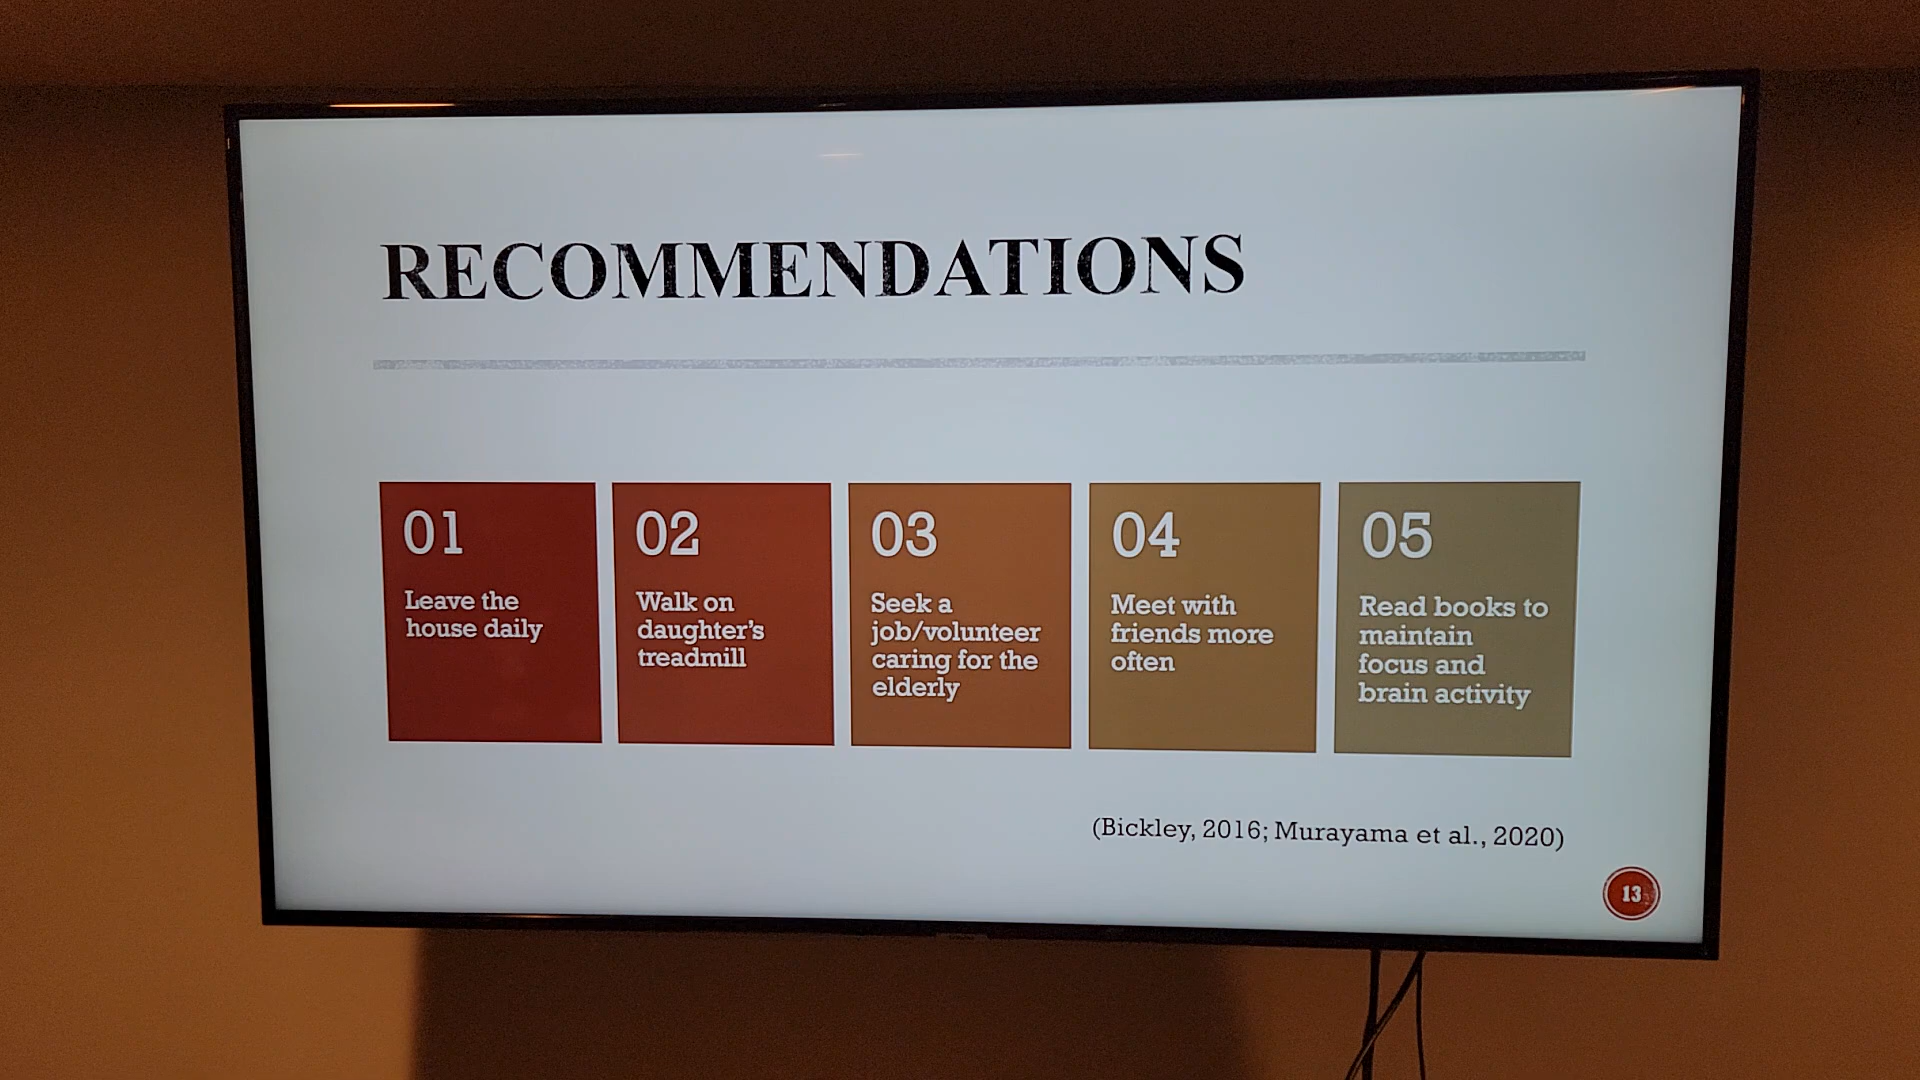 RECOMMENDATIONS
01
Leave the
house daily
02
Walk on
daughter's
treadmill
03
Seek a
job/volunteer
caring for the
elderly
04
Meet with
friends more
often
05
Read books to
maintain
focus and
brain activity
(Bickley, 2016; Murayama et al., 2020)
13